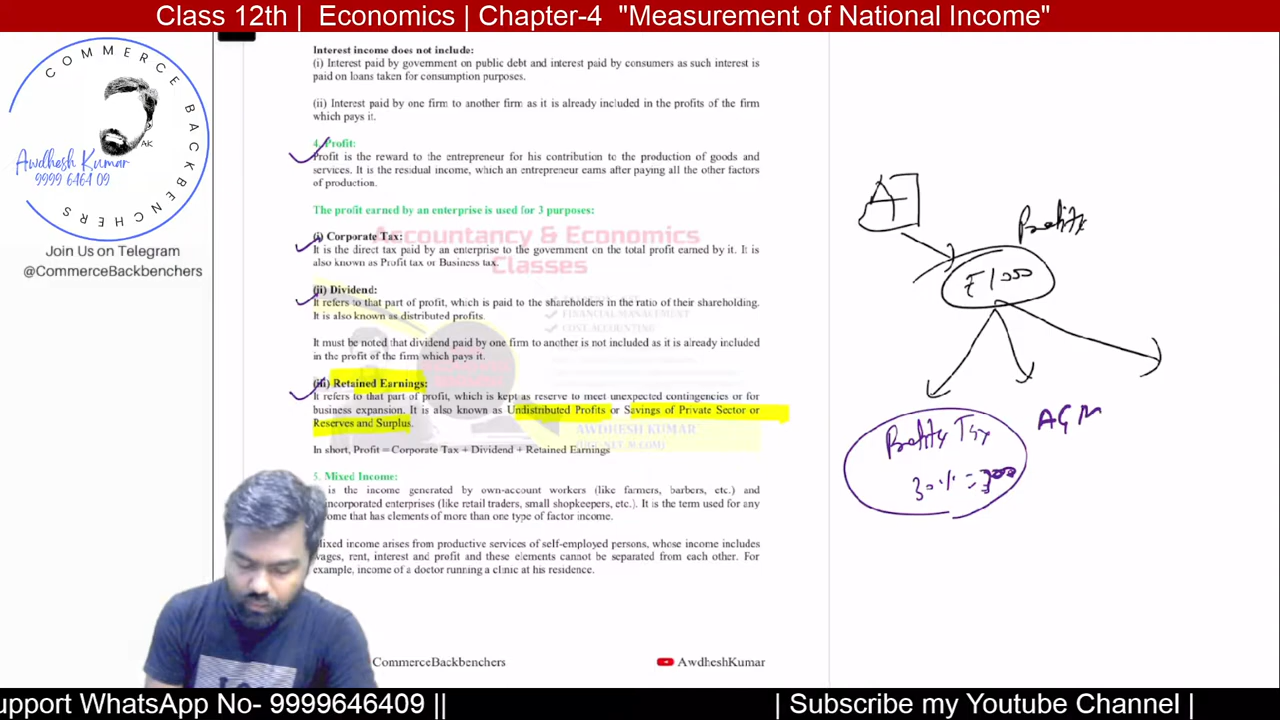 Class 12th | Economics | Chapter-4 "Measurement of National Income"
COMMERCE BACKBENCHERS
AK
Awdhesh Kumar
9999 6464 09
Join Us on Telegram
@CommerceBackbenchers
Interest income does not include:
(i) Interest paid by government on public debt and interest paid by consumers as such interest is
paid on loans taken for consumption purposes.
(ii) Interest paid by one firm to another firm as it is already included in the profits of the firm
which pays it.
4. Profit:
Profit is the reward to the entrepreneur for his contribution to the production of goods and
services. It is the residual income, which an entrepreneur earns after paying all the other factors
of production.
The profit earned by an enterprise is used for 3 purposes:
(i) Corporate Tax:
It is the direct tax paid by an enterprise to the government on the total profit earned by it. It is
also known as Profit tax or Business tax.
Accountancy & Economics
Classes
(ii) Dividend:
It refers to that part of profit, which is paid to the shareholders in the ratio of their shareholding.
It is also known as distributed profits.
FINANCIAL MANAGEMENT
COST ACCOUNTING
It must be noted that dividend paid by one firm to another is not included as it is already included
in the profit of the firm which pays it.
(iii) Retained Earnings:
It refers to that part of profit, which is kept as reserve to meet unexpected contingencies or for
business expansion. It is also known as Undistributed Profits or Savings of Private Sector or
Reserves and Surplus.
AWDHESH KUMAR
In short, Profit = Corporate Tax + Dividend + Retained Earnings
5. Mixed Income:
is the income generated by own-account workers (like farmers, barbers, etc.) and
incorporated enterprises (like retail traders, small shopkeepers, etc.). It is the term used for any
ome that has elements of more than one type of factor income.
Mixed income arises from productive services of self-employed persons, whose income includes
wages, rent, interest and profit and these elements cannot be separated from each other. For
example, income of a doctor running a clinic at his residence.
CommerceBackbenchers
AwdheshKumar
A
Profits
₹1000
Profits Tax
30% = 300
AGM
upport WhatsApp No- 9999646409 ||
| Subscribe my Youtube Channel |